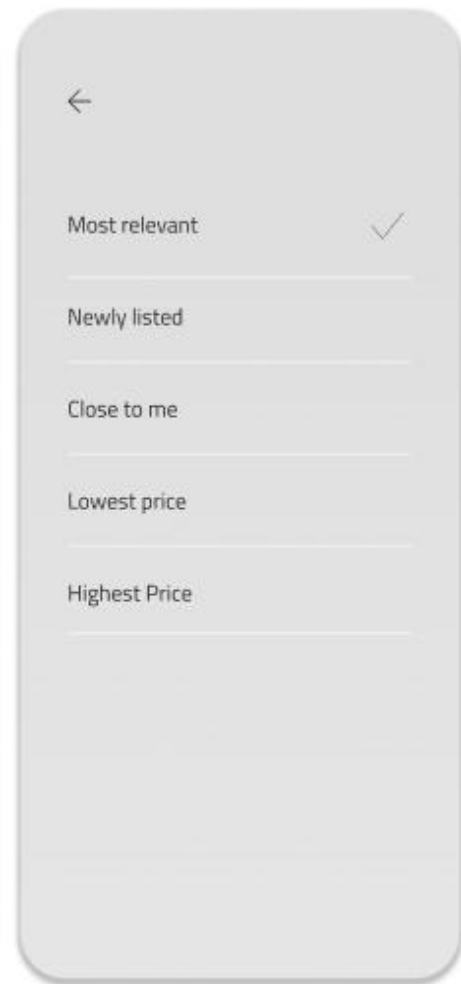 Most relevant
Newly listed
Close to me
Lowest price
Highest Price